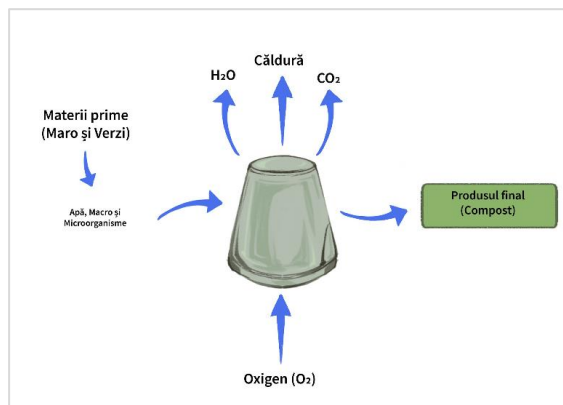 Căldură
H₂O
CO₂
Materii prime
(Maro și Verzi)
Apă, Macro și
Microorganisme
Produsul final
(Compost)
Oxigen (O₂)